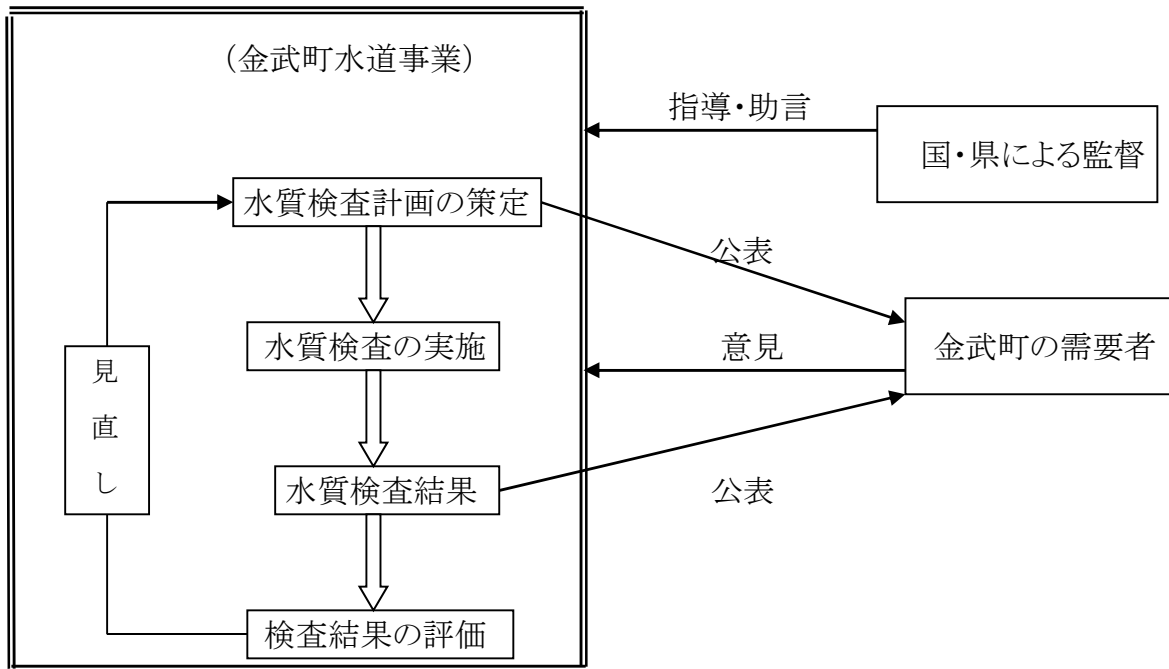 (金武町水道事業)
指導・助言
国・県による監督
水質検査計画の策定
公表
水質検査の実施
意見
金武町の需要者
見直し
水質検査結果
公表
検査結果の評価